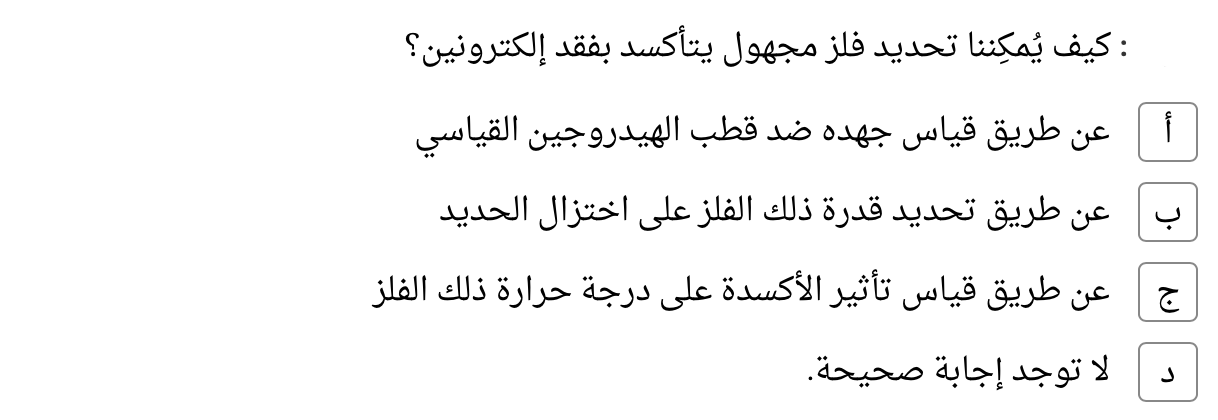 : كيف يُمكِننا تحديد فلز مجهول يتأكسد بفقد إلكترونين؟
أ عن طريق قياس جهده ضد قطب الهيدروجين القياسي
ب عن طريق تحديد قدرة ذلك الفلز على اختزال الحديد
ج عن طريق قياس تأثير الأكسدة على درجة حرارة ذلك الفلز
د لا توجد إجابة صحيحة.